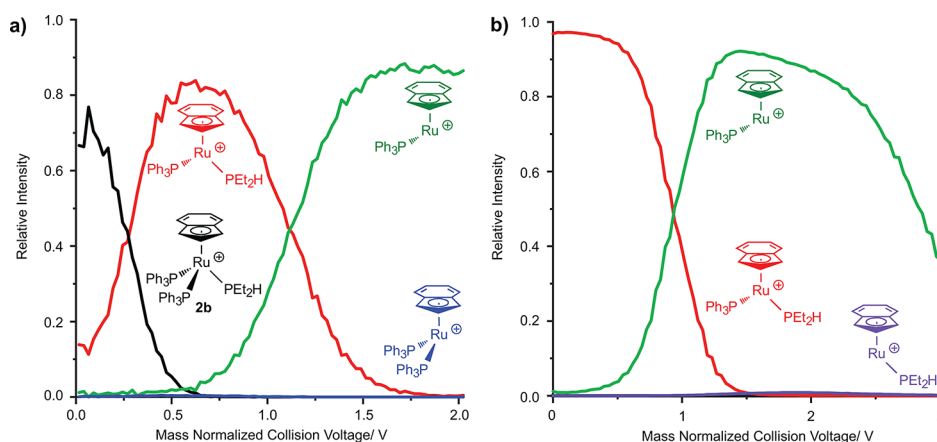 a)
1.0
0.8
0.6
0.4
0.2
0.0
Relative Intensity
0.0
0.5
1.0
1.5
2.0
Mass Normalized Collision Voltage/ V
Ru ⊕
Ph₃P
PEt₂H
Ru ⊕
Ph₃P
Ph₃P
PEt₂H
2b
Ru ⊕
Ph₃P
Ru ⊕
Ph₃P
Ph₃P
b)
1.0
0.8
0.6
0.4
0.2
0.0
Relative Intensity
0
1
2
Mass Normalized Collision Voltage/ V
Ru ⊕
Ph₃P
Ru ⊕
Ph₃P
PEt₂H
Ru ⊕
PEt₂H